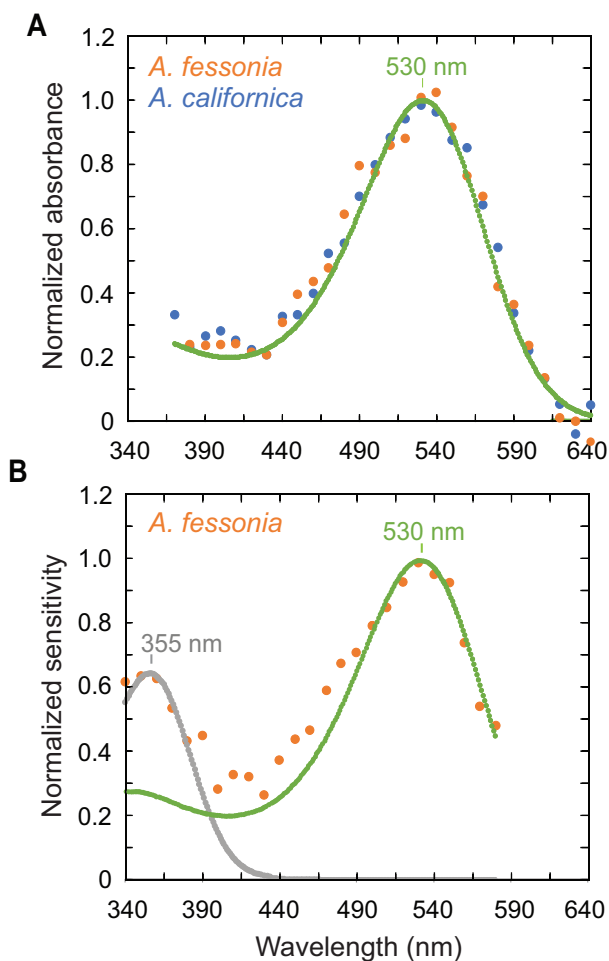 A
A. fessonia
A. californica
530 nm
Normalized absorbance
1.2
1.0
0.8
0.6
0.4
0.2
0
340 390 440 490 540 590 640
B
A. fessonia
530 nm
355 nm
Normalized sensitivity
1.2
1.0
0.8
0.6
0.4
0.2
0
340 390 440 490 540 590 640
Wavelength (nm)